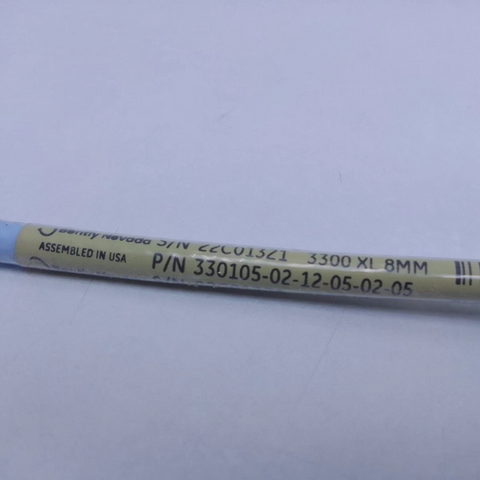 Bently Nevada S/N 22C01321 3300 XL 8MM
ASSEMBLED IN USA P/N 330105-02-12-05-02-05